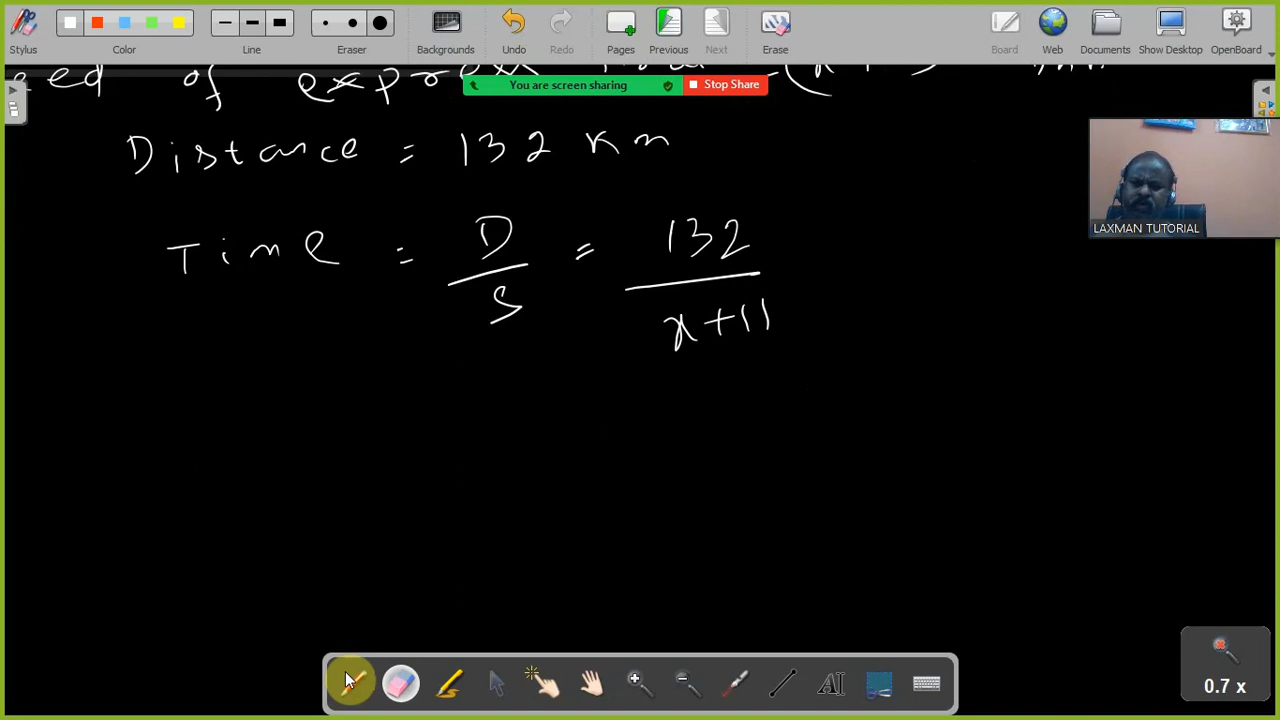 Stylus Color Line Eraser Backgrounds Undo Redo Pages Previous Next Erase Board Web Documents Show Desktop OpenBoard
You are screen sharing Stop Share
of express
Distance = 132 Km
LAXMAN TUTORIAL
Time = D/S = 132/x+11
0.7 x